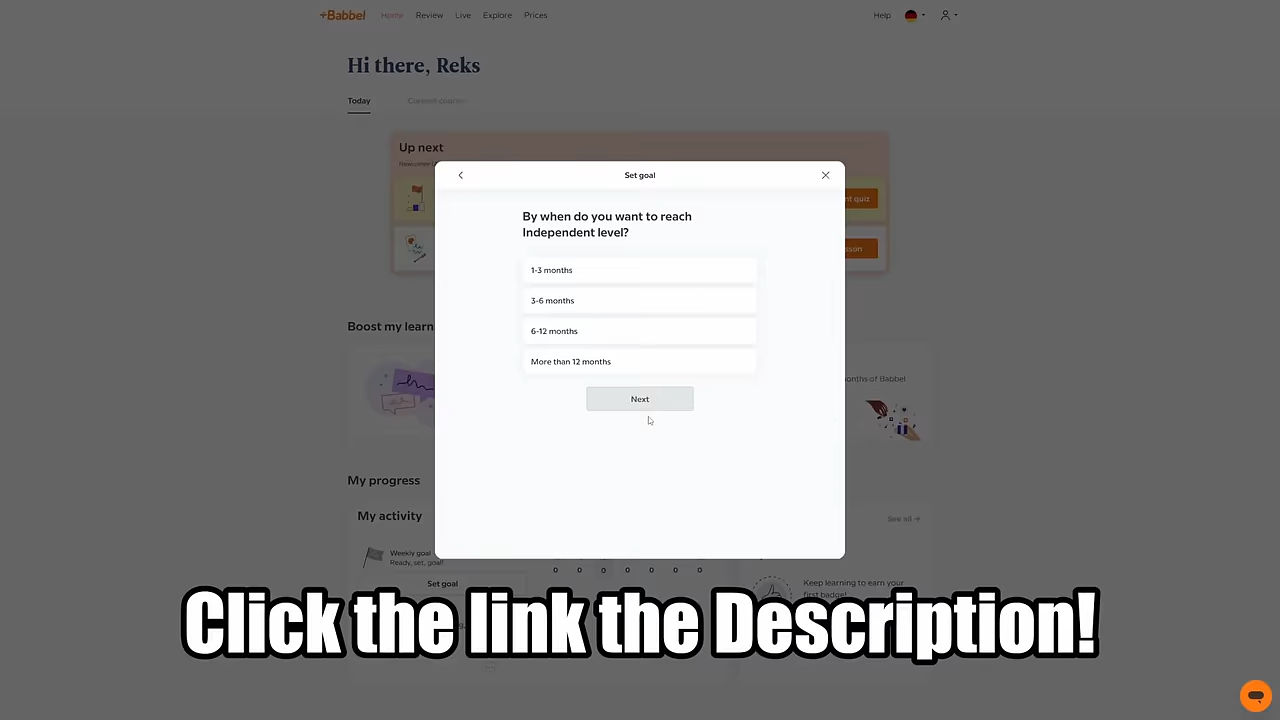 +Babbel Home Review Live Explore Prices Help
Hi there, Reks
Today
Up next
Set goal
nt quiz
By when do you want to reach
Independent level?
1-3 months
3-6 months
6-12 months
More than 12 months
Next
Boost my learn
onths of Babbel
My progress
My activity
See all →
Weekly goal
Ready, set, goal!
Set goal
0 0 0 0 0 0 0
Keep learning to earn your
first badge!
Click the link the Description!